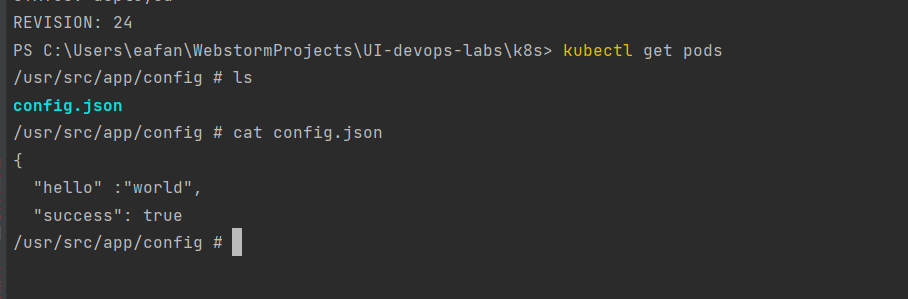 REVISION: 24
PS C:\Users\eafan\WebstormProjects\UI-devops-labs\k8s> kubectl get pods
/usr/src/app/config # ls
config.json
/usr/src/app/config # cat config.json
{
  "hello" :"world",
  "success": true
/usr/src/app/config #